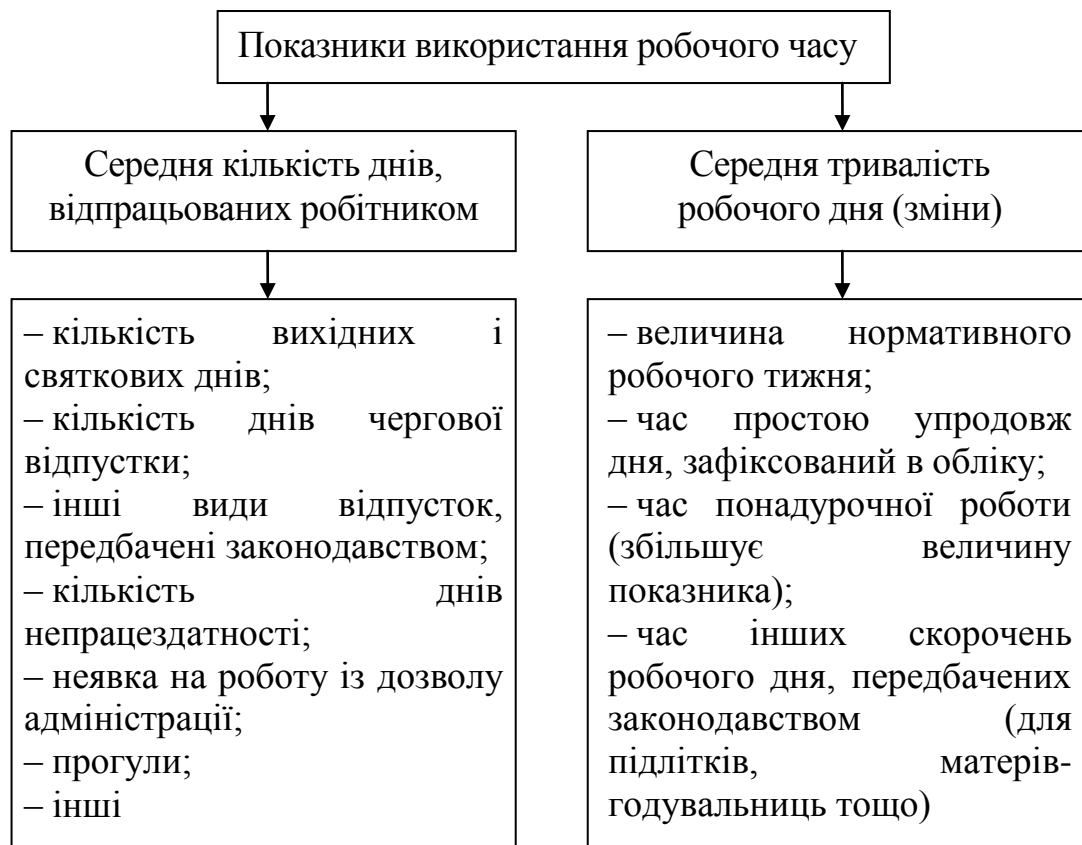 Показники використання робочого часу
Середня кількість днів,
відпрацьованих робітником
Середня тривалість
робочого дня (зміни)
– кількість вихідних і
святкових днів;
– кількість днів чергової
відпустки;
– інші види відпусток,
передбачені законодавством;
– кількість днів
непрацездатності;
– неявка на роботу із дозволу
адміністрації;
– прогули;
– інші
– величина нормативного
робочого тижня;
– час простою упродовж
дня, зафіксований в обліку;
– час понадурочної роботи
(збільшує величину
показника);
– час інших скорочень
робочого дня, передбачених
законодавством (для
підлітків, матерів-
годувальниць тощо)